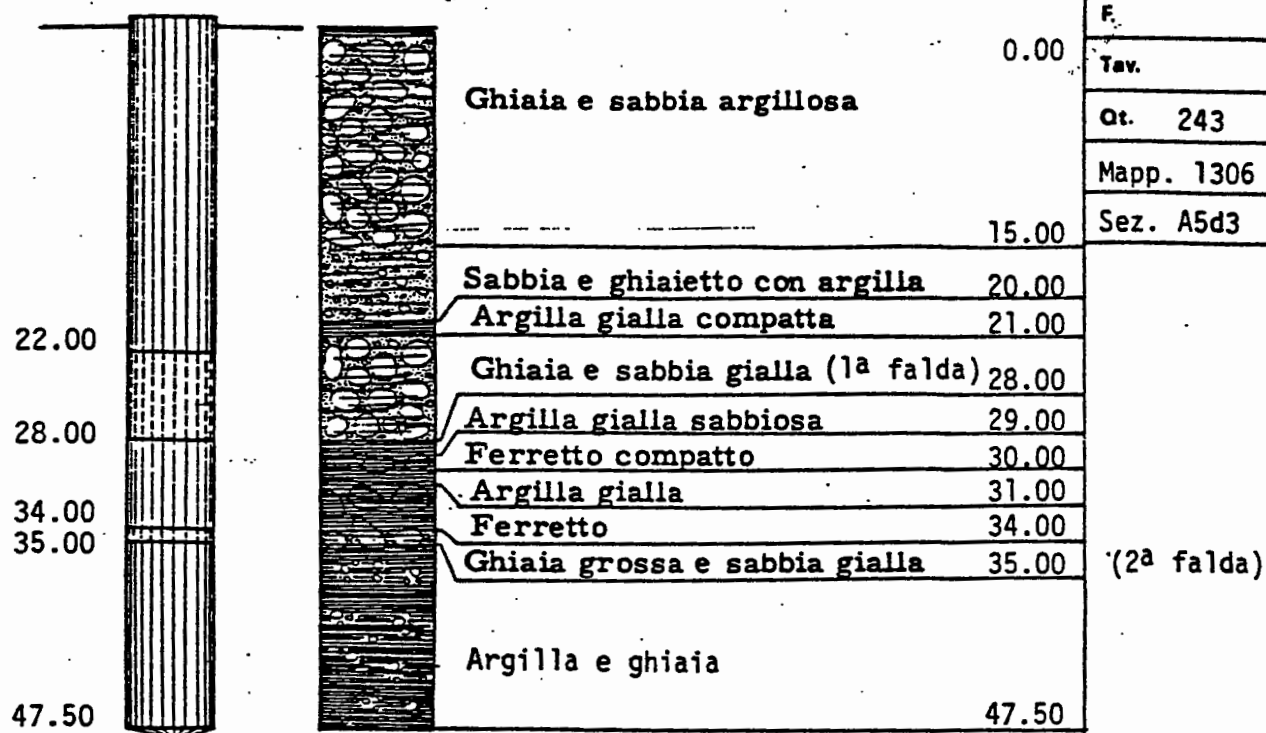 F.
0.00
Tav.
Ghiaia e sabbia argillosa
Qt. 243
Mapp. 1306
15.00
Sez. A5d3
Sabbia e ghiaietto con argilla 20.00
Argilla gialla compatta 21.00
22.00
Ghiaia e sabbia gialla (1ª falda) 28.00
Argilla gialla sabbiosa 29.00
28.00
Ferretto compatto 30.00
Argilla gialla 31.00
34.00
Ferretto 34.00
35.00
Ghiaia grossa e sabbia gialla 35.00 (2ª falda)
Argilla e ghiaia
47.50
47.50